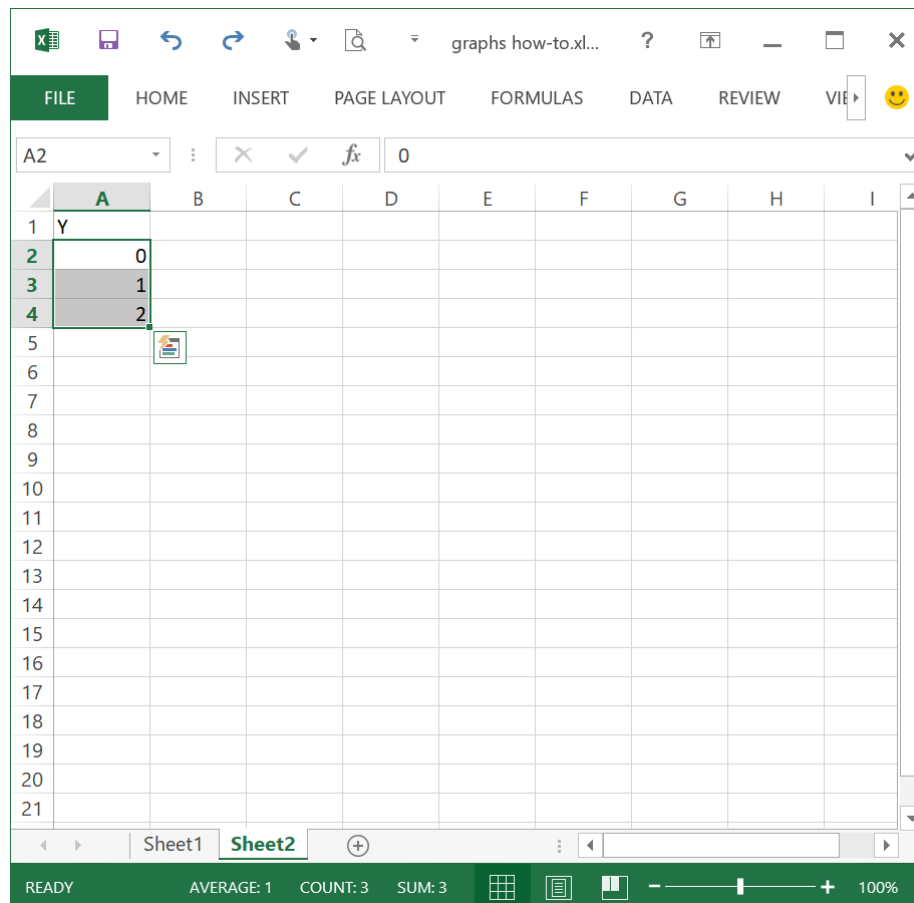 graphs how-to.xl... ?
FILE HOME INSERT PAGE LAYOUT FORMULAS DATA REVIEW
A2 fx 0
A B C D E F G H I
1 Y
2 0
3 1
4 2
5
6
7
8
9
10
11
12
13
14
15
16
17
18
19
20
21
Sheet1 Sheet2
READY AVERAGE: 1 COUNT: 3 SUM: 3 100%